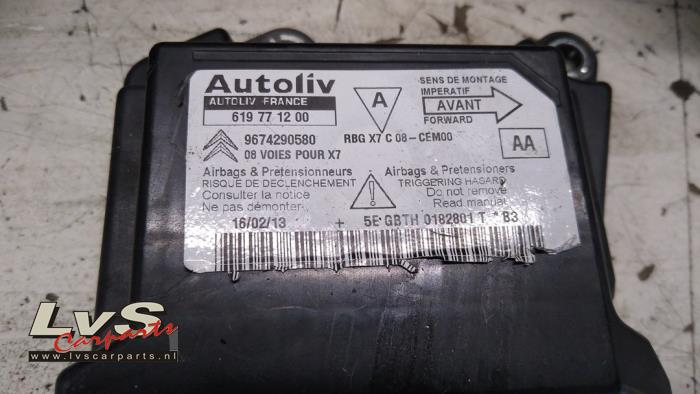 Autoliv
AUTOLIV FRANCE
619 77 12 00
A
SENS DE MONTAGE
IMPERATIF
AVANT
FORWARD
9674290580
RBG X7 C 08-CEM00
08 VOIES POUR X7
AA
Airbags & Pretensionneurs
RISQUE DE DECLENCHEMENT
Consulter la notice
Ne pas démonter
Airbags & Pretensioners
TRIGGERING HASARD
Do not remove
Read manual
16/02/13 + 5E GBTH 0182801 T * B3
LvS
Carparts
www.lvscarparts.nl